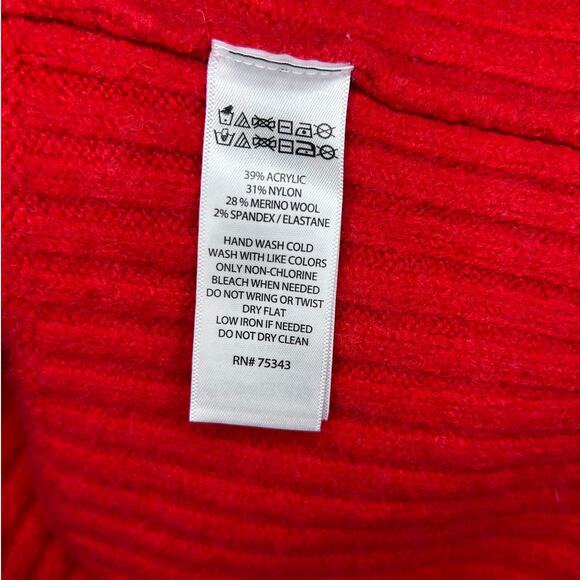 39% ACRYLIC
31% NYLON
28% MERINO WOOL
2% SPANDEX / ELASTANE
HAND WASH COLD
WASH WITH LIKE COLORS
ONLY NON-CHLORINE
BLEACH WHEN NEEDED
DO NOT WRING OR TWIST
DRY FLAT
LOW IRON IF NEEDED
DO NOT DRY CLEAN
RN# 75343